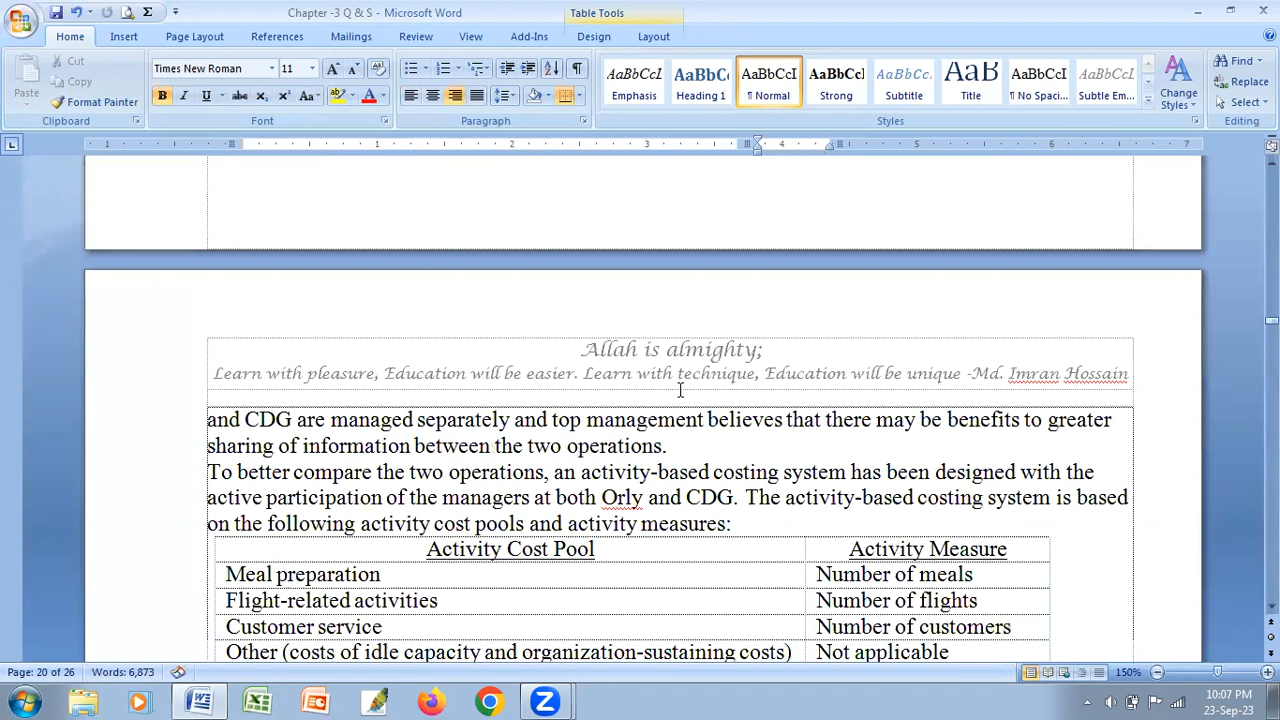 Chapter -3 Q & S - Microsoft Word
Table Tools
Home Insert Page Layout References Mailings Review View Add-Ins Design Layout
Paste
Cut
Copy
Format Painter
Clipboard
Times New Roman 11
Font
Paragraph
AaBbCcI AaBbC AaBbCcI AaBbCcI AaBbCcI AaB AaBbCcI AaBbCcI
Emphasis Heading 1 ¶ Normal Strong Subtitle Title ¶ No Spaci... Subtle Em...
Change Styles
Styles
Find
Replace
Select
Editing
1 1 2 3 4 5 6 7
Allah is almighty;
Learn with pleasure, Education will be easier. Learn with technique, Education will be unique -Md. Imran Hossain
and CDG are managed separately and top management believes that there may be benefits to greater
sharing of information between the two operations.
To better compare the two operations, an activity-based costing system has been designed with the
active participation of the managers at both Orly and CDG. The activity-based costing system is based
on the following activity cost pools and activity measures:
Activity Cost Pool Activity Measure
Meal preparation Number of meals
Flight-related activities Number of flights
Customer service Number of customers
Other (costs of idle capacity and organization-sustaining costs) Not applicable
Page: 20 of 26 Words: 6,873 150%
10:07 PM
23-Sep-23